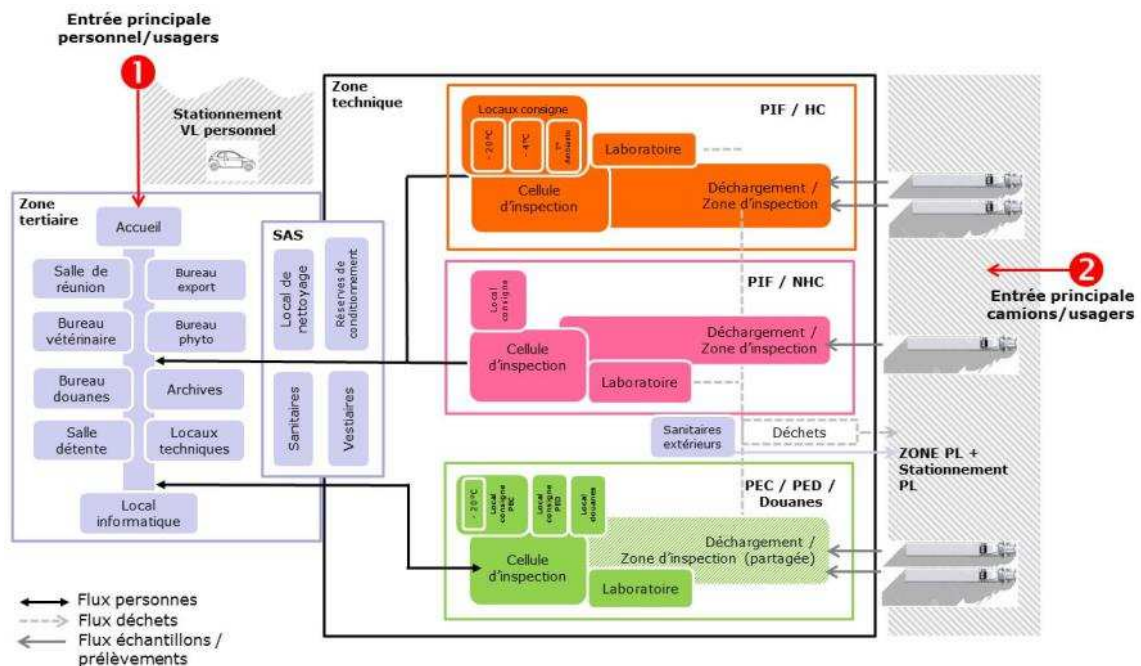 Entrée principale
personnel/usagers
1
Stationnement
VL personnel
Zone
tertiaire
Accueil
Salle de
réunion
Bureau
export
Bureau
vétérinaire
Bureau
phyto
Bureau
douanes
Archives
Salle
détente
Locaux
techniques
Local
informatique
SAS
Local de
nettoyage
Réserves de
conditionnement
Sanitaires
Vestiaires
Zone
technique
PIF / HC
Locaux consigne
- 20°C
- 4°C
T°
Ambiante
Laboratoire
Cellule
d'inspection
Déchargement /
Zone d'inspection
PIF / NHC
Local
consigne
Cellule
d'inspection
Déchargement /
Zone d'inspection
Laboratoire
Sanitaires
extérieurs
Déchets
PEC / PED /
Douanes
- 20°C
Local
consigne
PEC
Local
consigne
PED
Local
douanes
Cellule
d'inspection
Déchargement /
Zone d'inspection (partagée)
Laboratoire
2
Entrée principale
camions/usagers
ZONE PL +
Stationnement
PL
Flux personnes
Flux déchets
Flux échantillons /
prélèvements